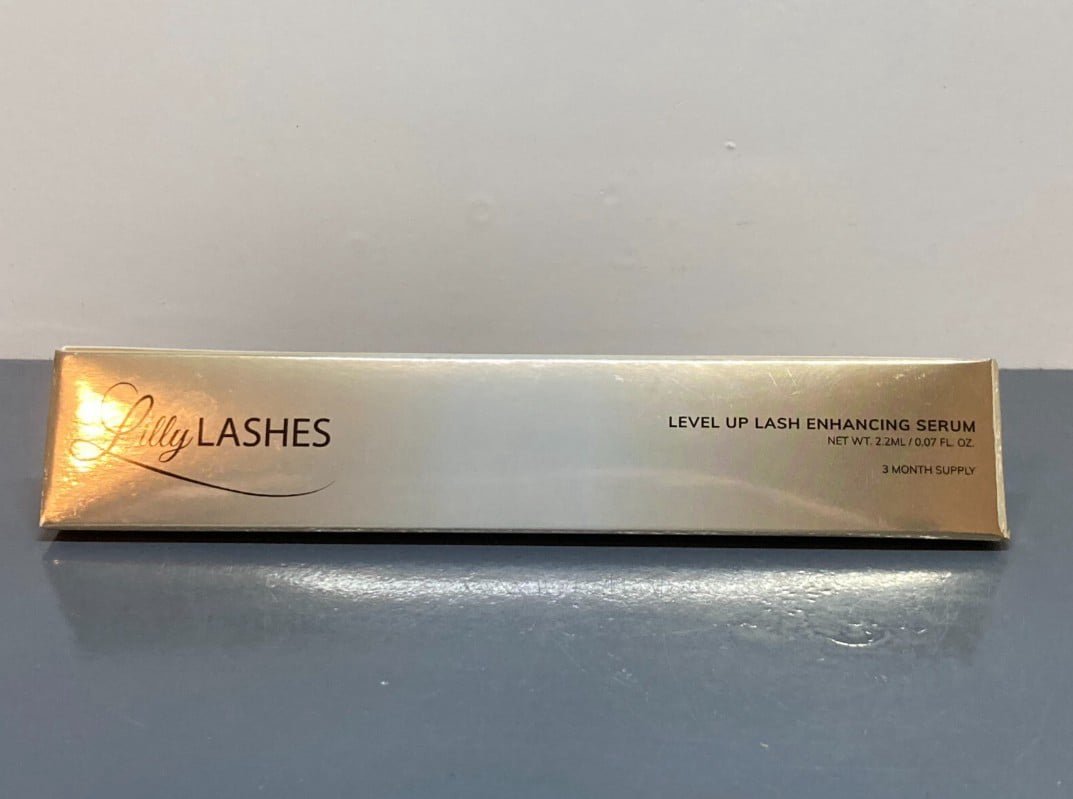 Lilly LASHES
LEVEL UP LASH ENHANCING SERUM
NET WT. 2.2ML / 0.07 FL. OZ.
3 MONTH SUPPLY